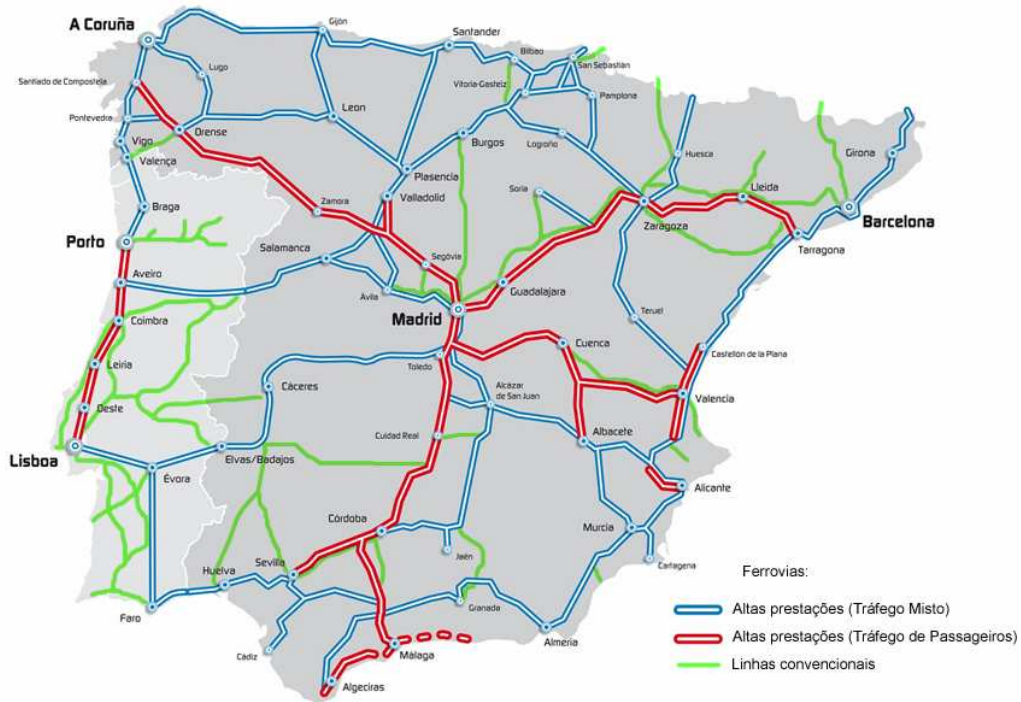 A Coruña
Gijón
Santander
Bilbao
San Sebastián
Lugo
Santiado de Compostela
Vitoria-Gasteiz
Pamplona
Pontevedra
Orense
Leon
Burgos
Logroño
Vigo
Valença
Huesca
Girona
Plasencia
Valladolid
Soria
Lleida
Braga
Zamora
Zaragoza
Barcelona
Porto
Salamanca
Segóvia
Tarragona
Aveiro
Ávila
Guadalajara
Madrid
Teruel
Coimbra
Cuenca
Castellón de la Plana
Leiria
Toledo
Cáceres
Alcázar
de San Juan
Valencia
Oeste
Cuidad Real
Albacete
Lisboa
Elvas/Badajos
Évora
Alicante
Córdoba
Murcia
Jaén
Cartagena
Huelva
Sevilla
Faro
Granada
Almeria
Cádiz
Málaga
Algeciras
Ferrovias:
Altas prestações (Tráfego Misto)
Altas prestações (Tráfego de Passageiros)
Linhas convencionais